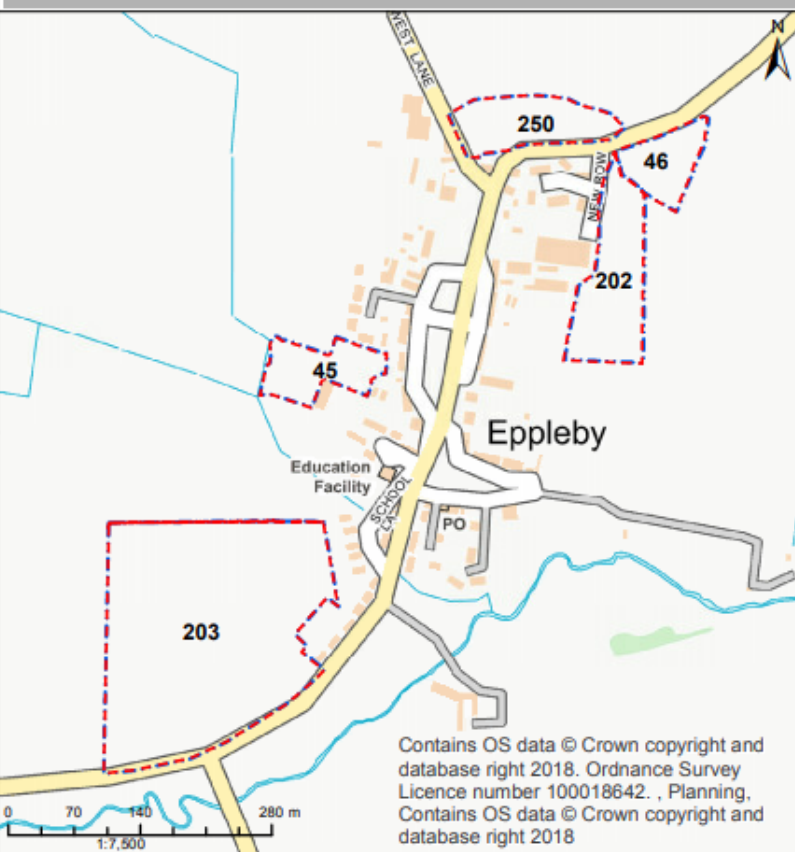 WEST LANE
N
250
46
NEW ROW
202
45
Eppleby
Education
Facility
SCHOOL
LA
PO
203
Contains OS data © Crown copyright and
database right 2018. Ordnance Survey
Licence number 100018642. , Planning,
Contains OS data © Crown copyright and
database right 2018
0 70 140 280 m
1:7,500